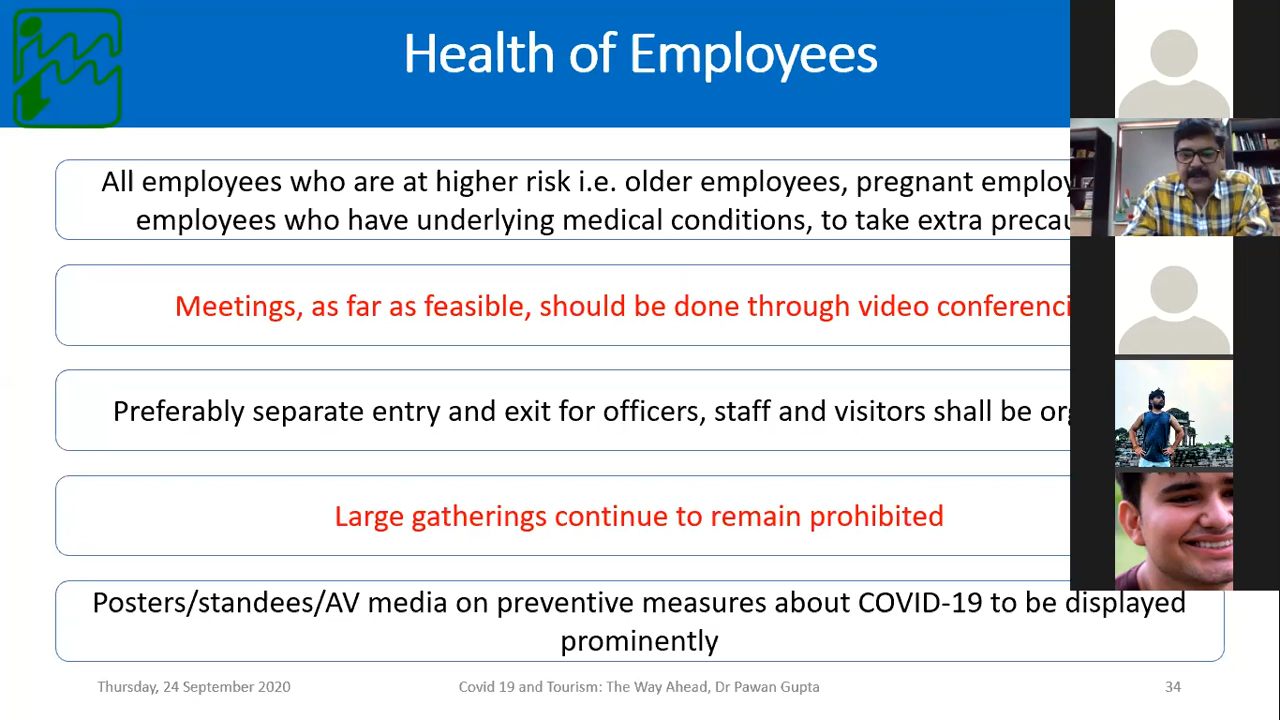 Health of Employees
All employees who are at higher risk i.e. older employees, pregnant
employees who have underlying medical conditions, to take extra
Meetings, as far as feasible, should be done through video
Preferably separate entry and exit for officers, staff and visitors shall be
Large gatherings continue to remain prohibited
Posters/standees/AV media on preventive measures about COVID-19 to be displayed
prominently
Thursday, 24 September 2020
Covid 19 and Tourism: The Way Ahead, Dr Pawan Gupta
34